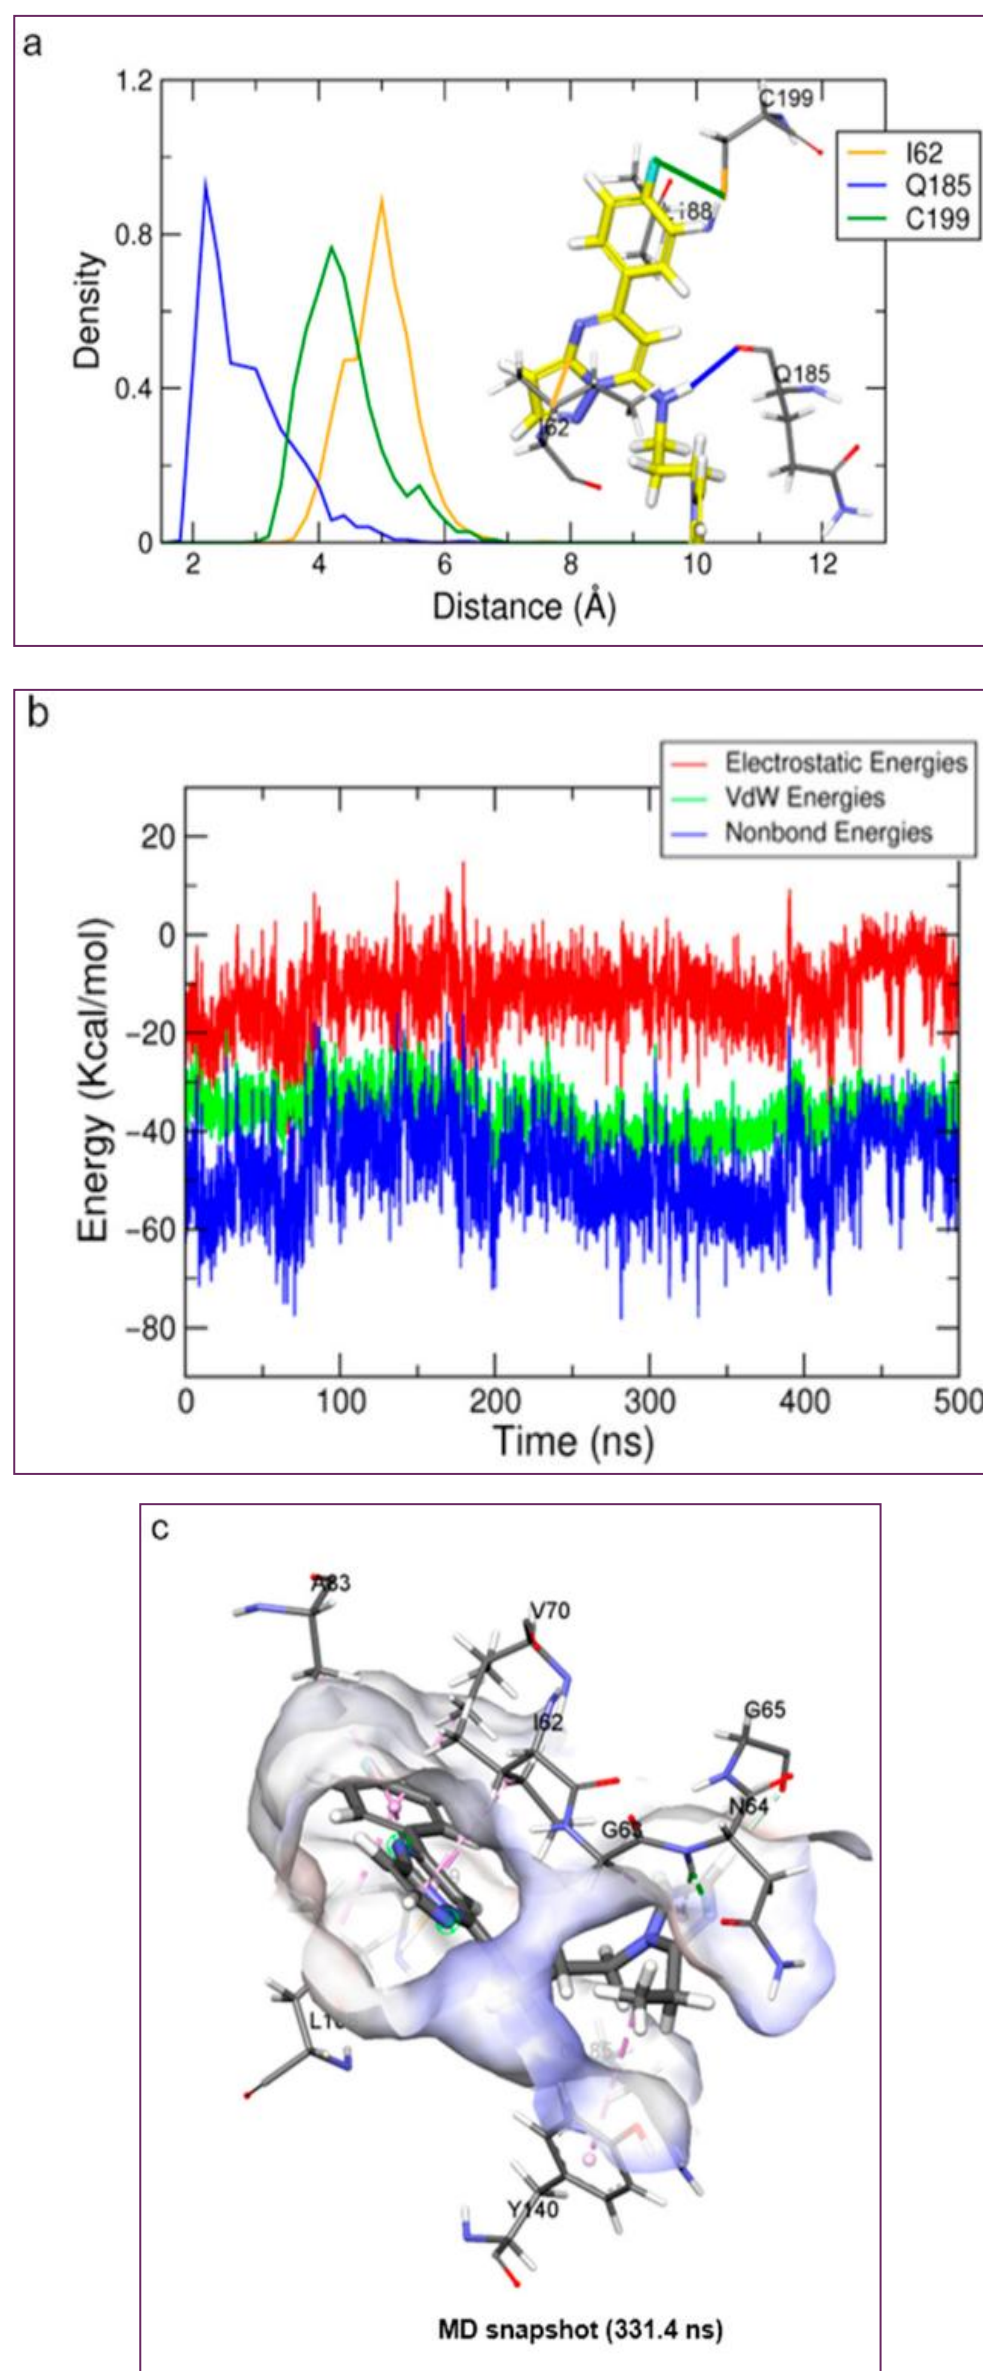 a
1.2
0.8
0.4
0
Density
2 4 6 8 10 12
Distance (Å)
I62
Q185
C199
C199
Q185
b
Electrostatic Energies
VdW Energies
Nonbond Energies
20
0
−20
−40
−60
−80
Energy (Kcal/mol)
0 100 200 300 400 500
Time (ns)
c
A83
V70
I62
G65
N64
Y140
MD snapshot (331.4 ns)